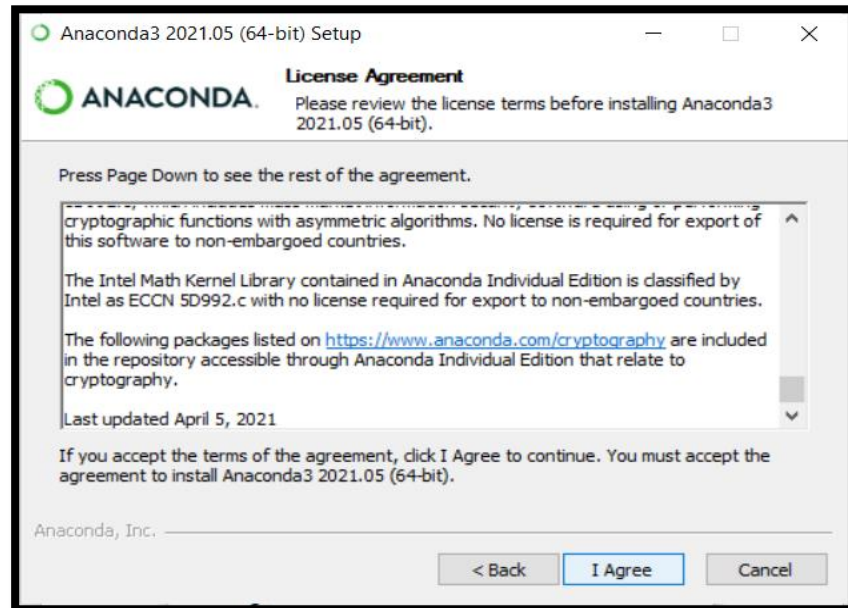 Anaconda3 2021.05 (64-bit) Setup
ANACONDA.
License Agreement
Please review the license terms before installing Anaconda3
2021.05 (64-bit).
Press Page Down to see the rest of the agreement.
cryptographic functions with asymmetric algorithms. No license is required for export of
this software to non-embargoed countries.
The Intel Math Kernel Library contained in Anaconda Individual Edition is classified by
Intel as ECCN 5D992.c with no license required for export to non-embargoed countries.
The following packages listed on https://www.anaconda.com/cryptography are included
in the repository accessible through Anaconda Individual Edition that relate to
cryptography.
Last updated April 5, 2021
If you accept the terms of the agreement, click I Agree to continue. You must accept the
agreement to install Anaconda3 2021.05 (64-bit).
Anaconda, Inc.
< Back
I Agree
Cancel